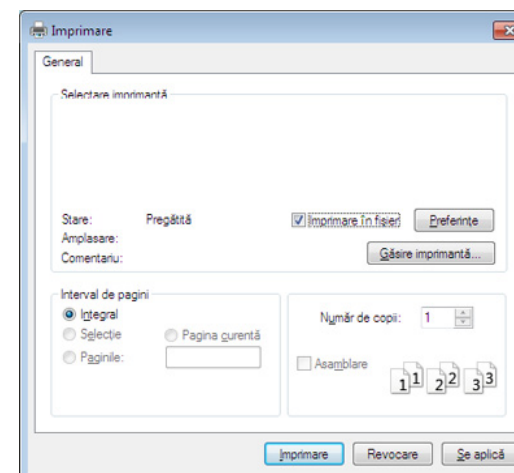 Imprimare
General
Selectare imprimantă
Stare: Pregătită
Imprimare în fișier
Preferințe
Amplasare:
Găsire imprimantă...
Comentariu:
Interval de pagini
Integral
Selecție
Pagina curentă
Paginile:
Număr de copii: 1
Asamblare
1 1 2 2 3 3
Imprimare
Revocare
Se aplică